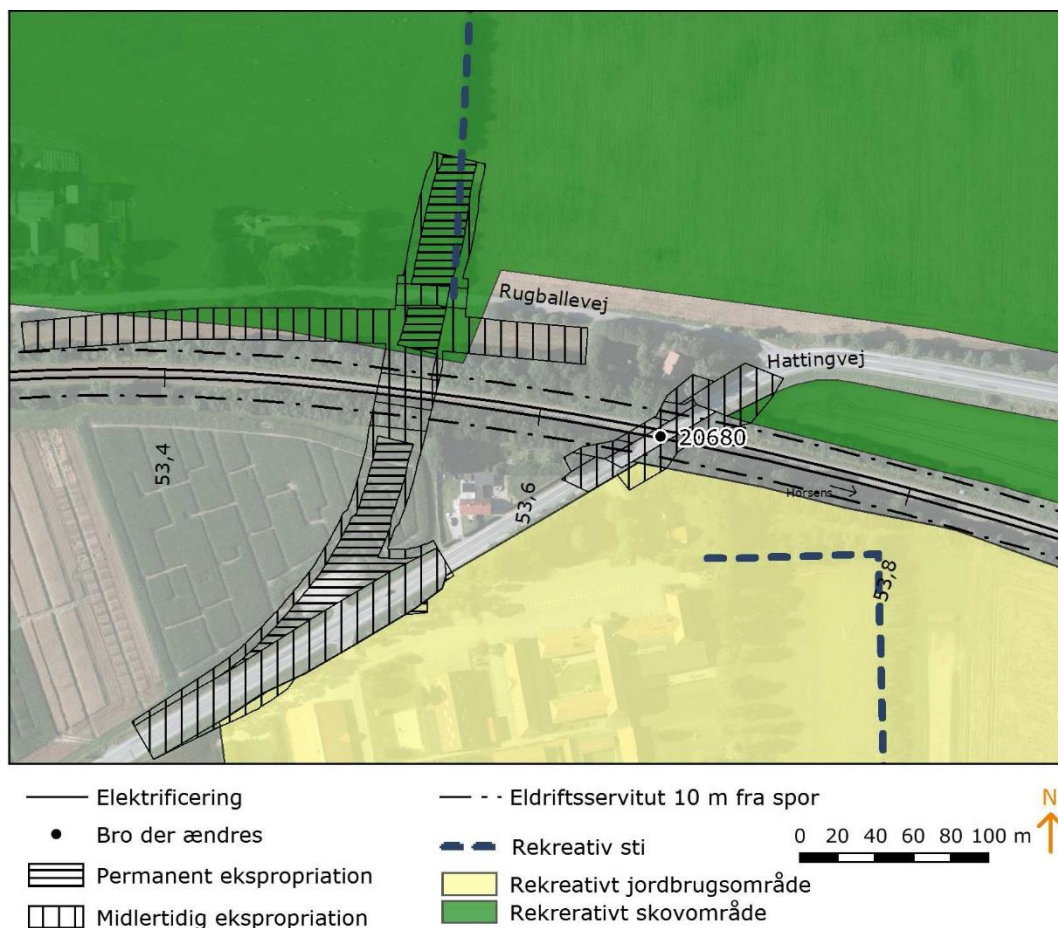 Rugballevej
Hattingvej
20680
53,4
53,6
Horsens
53,8
Elektrificering
Bro der ændres
Permanent ekspropriation
Midlertidig ekspropriation
Eldriftsservitut 10 m fra spor
Rekreativ sti
Rekreativt jordbrugsområde
Rekrerativt skovområde
0 20 40 60 80 100 m
N